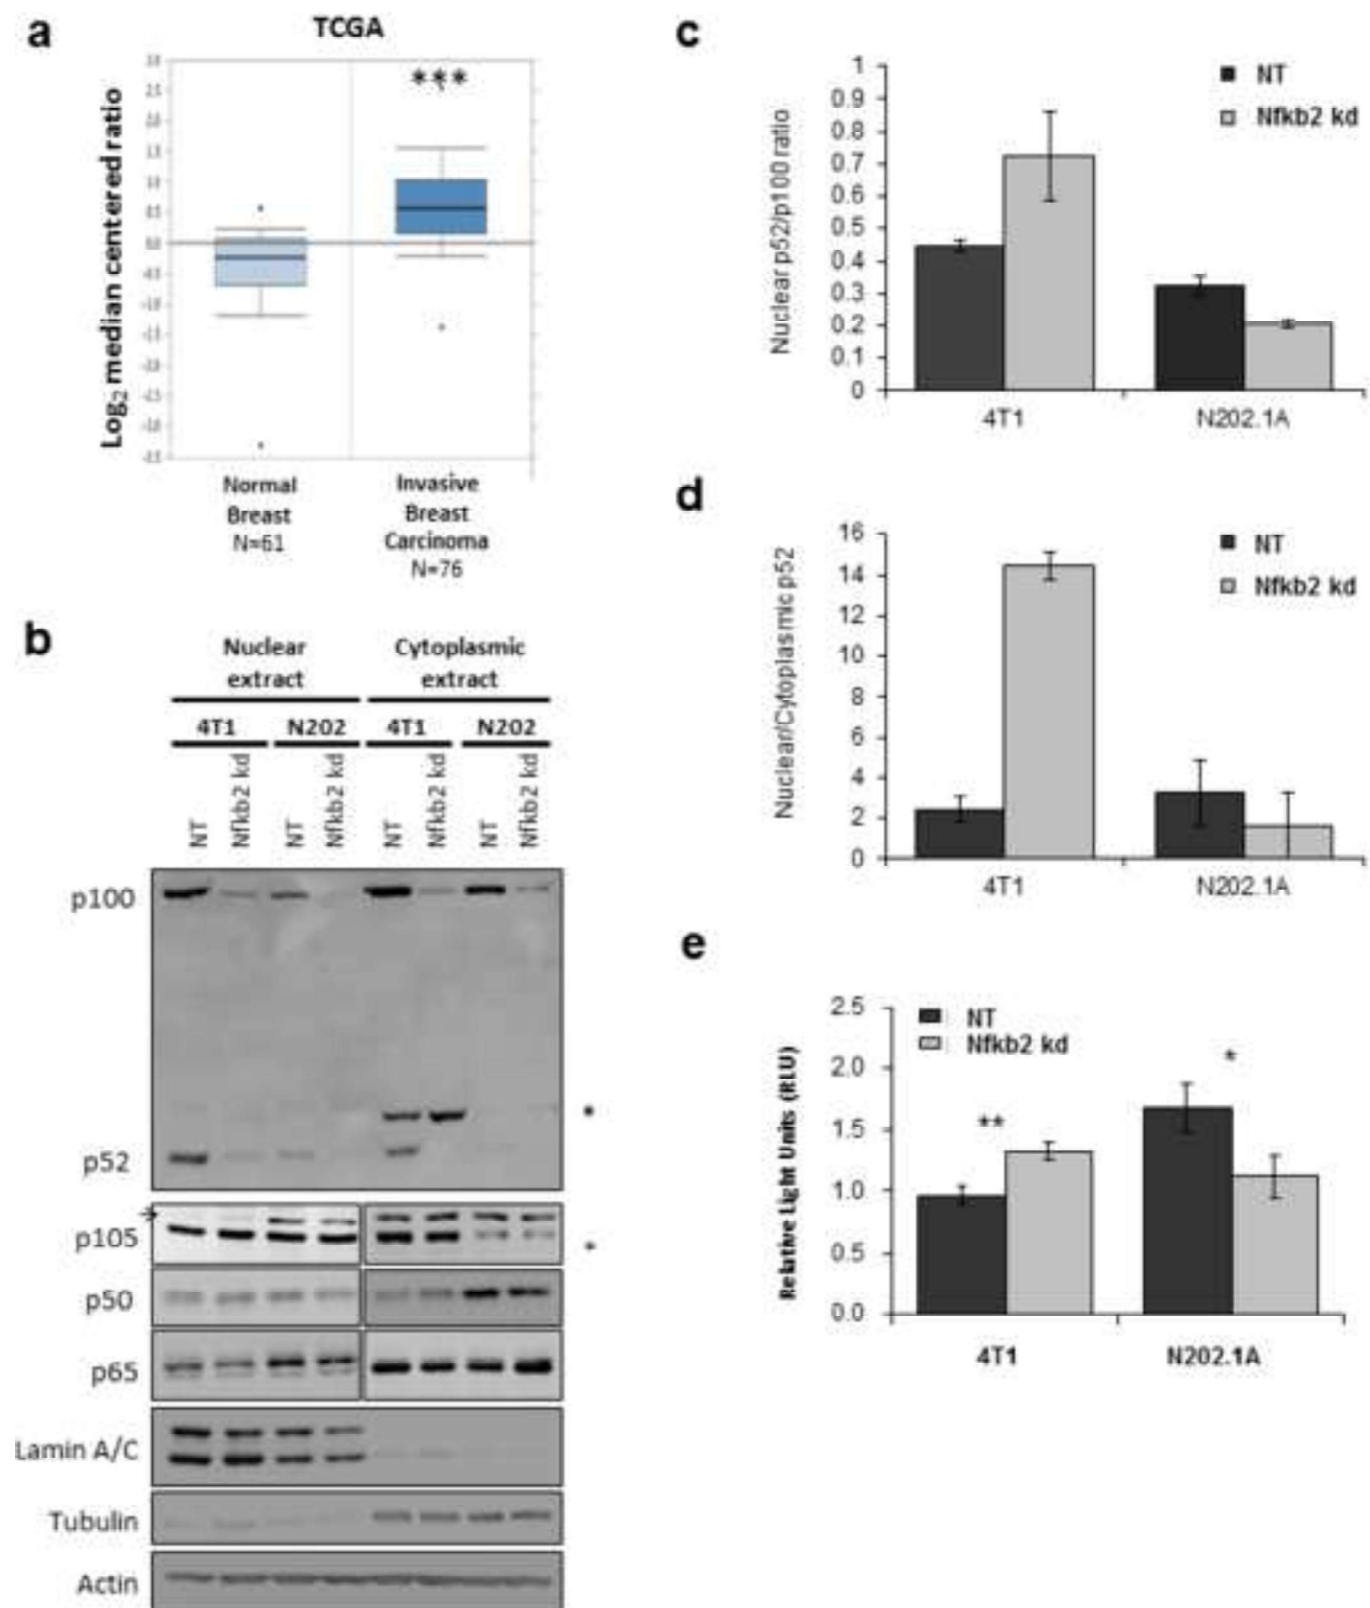 a
TCGA
***
Log2 median centered ratio
Normal
Breast
N=61
Invasive
Breast
Carcinoma
N=76
b
Nuclear
extract
Cytoplasmic
extract
4T1
N202
4T1
N202
NT
Nfkb2 kd
NT
Nfkb2 kd
NT
Nfkb2 kd
NT
Nfkb2 kd
p100
p52
p105
p50
p65
Lamin A/C
Tubulin
Actin
c
Nuclear p52/p100 ratio
1
0.9
0.8
0.7
0.6
0.5
0.4
0.3
0.2
0.1
0
NT
Nfkb2 kd
4T1
N202.1A
d
Nuclear/Cytoplasmic p52
16
14
12
10
8
6
4
2
0
NT
Nfkb2 kd
4T1
N202.1A
e
Relative Light Units (RLU)
2.5
2.0
1.5
1.0
0.5
0.0
NT
Nfkb2 kd
**
*
4T1
N202.1A